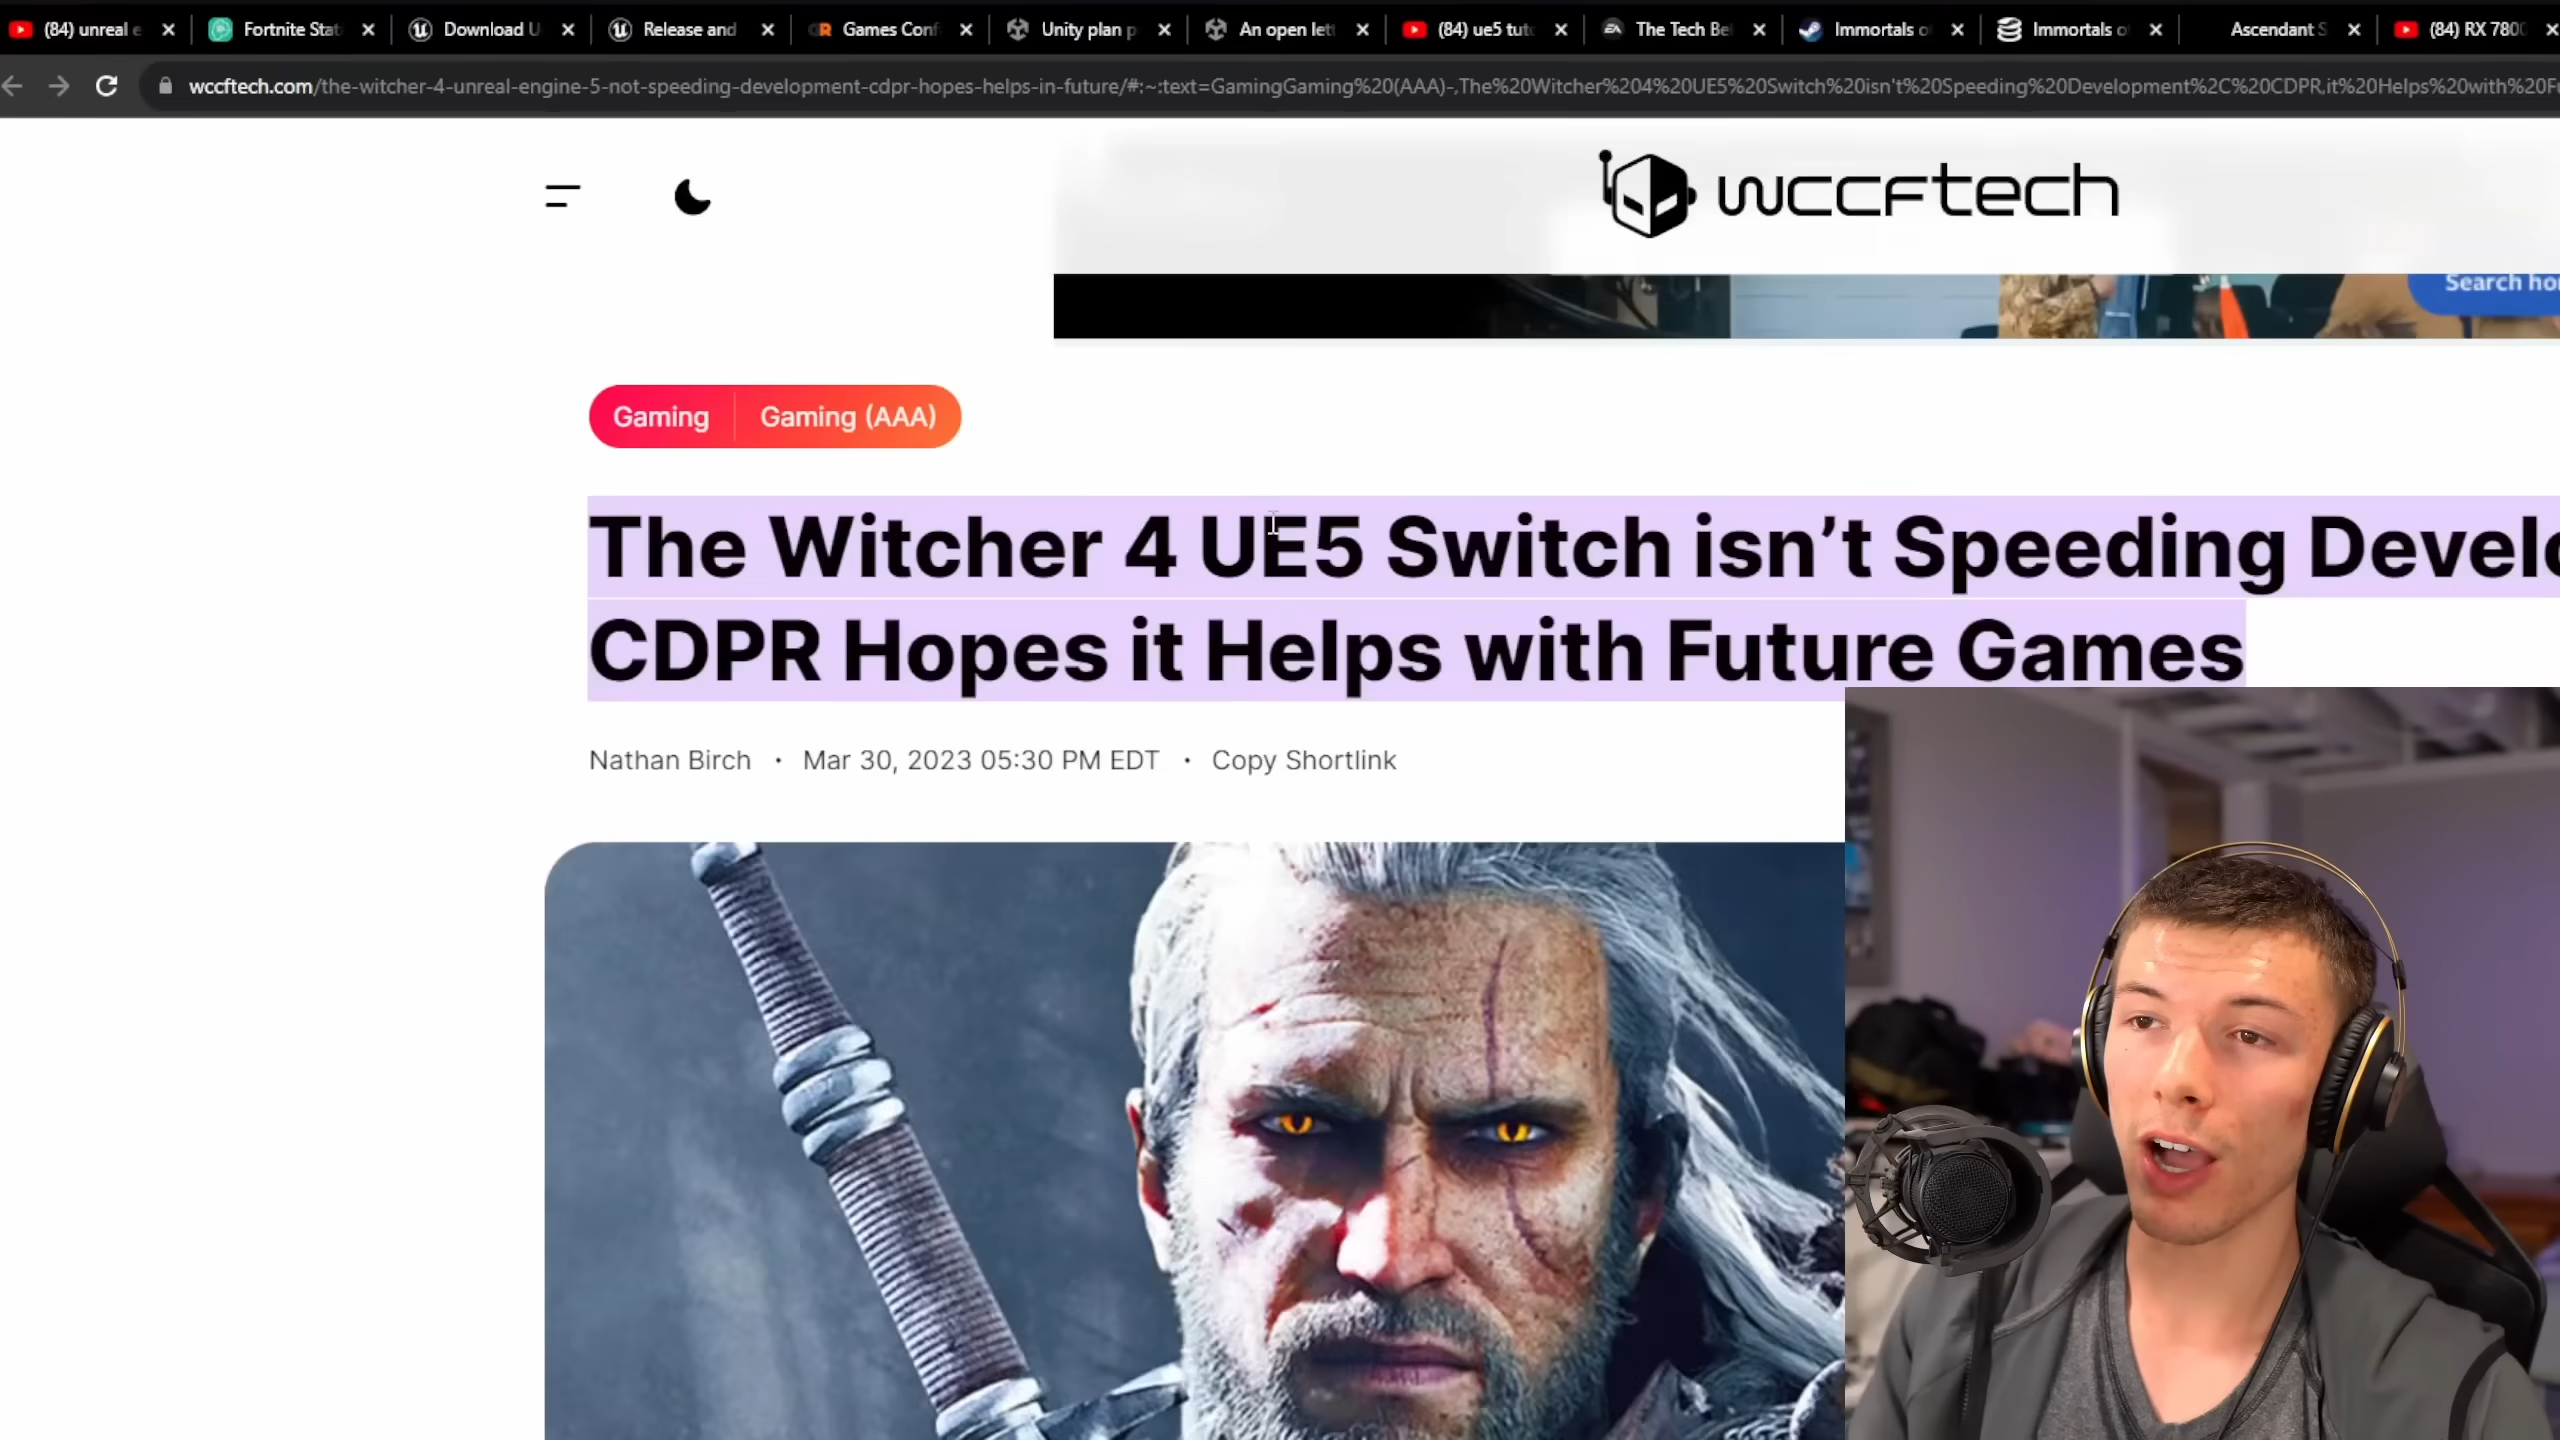 (84) unreal e
Fortnite Stat
Download U
Release and
Games Conf
Unity plan p
An open lett
(84) ue5 tuto
The Tech Be
Immortals o
Immortals o
Ascendant S
(84) RX 7800
wccftech.com/the-witcher-4-unreal-engine-5-not-speeding-development-cdpr-hopes-helps-in-future/#:~:text=GamingGaming%20(AAA)-,The%20Witcher%204%20UE5%20Switch%20isn't%20Speeding%20Development%2C%20CDPR,it%20Helps%20with%20Fu
wccftech
Search ho
Gaming
Gaming (AAA)
The Witcher 4 UE5 Switch isn’t Speeding Develo
CDPR Hopes it Helps with Future Games
Nathan Birch • Mar 30, 2023 05:30 PM EDT • Copy Shortlink